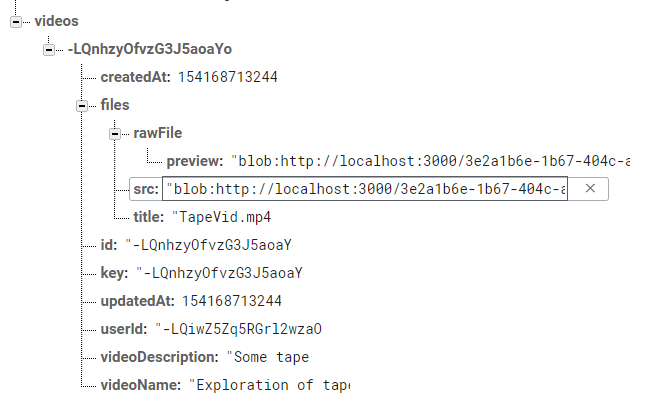 videos
-LQnhzyOfvzG3J5aoaYo
createdAt: 154168713244
files
rawFile
preview: "blob:http://localhost:3000/3e2a1b6e-1b67-404c-a
src: "blob:http://localhost:3000/3e2a1b6e-1b67-404c-a
title: "TapeVid.mp4
id: "-LQnhzyOfvzG3J5aoaY
key: "-LQnhzyOfvzG3J5aoaY
updatedAt: 154168713244
userId: "-LQiwZ5Zq5RGrl2wzaO
videoDescription: "Some tape
videoName: "Exploration of tape